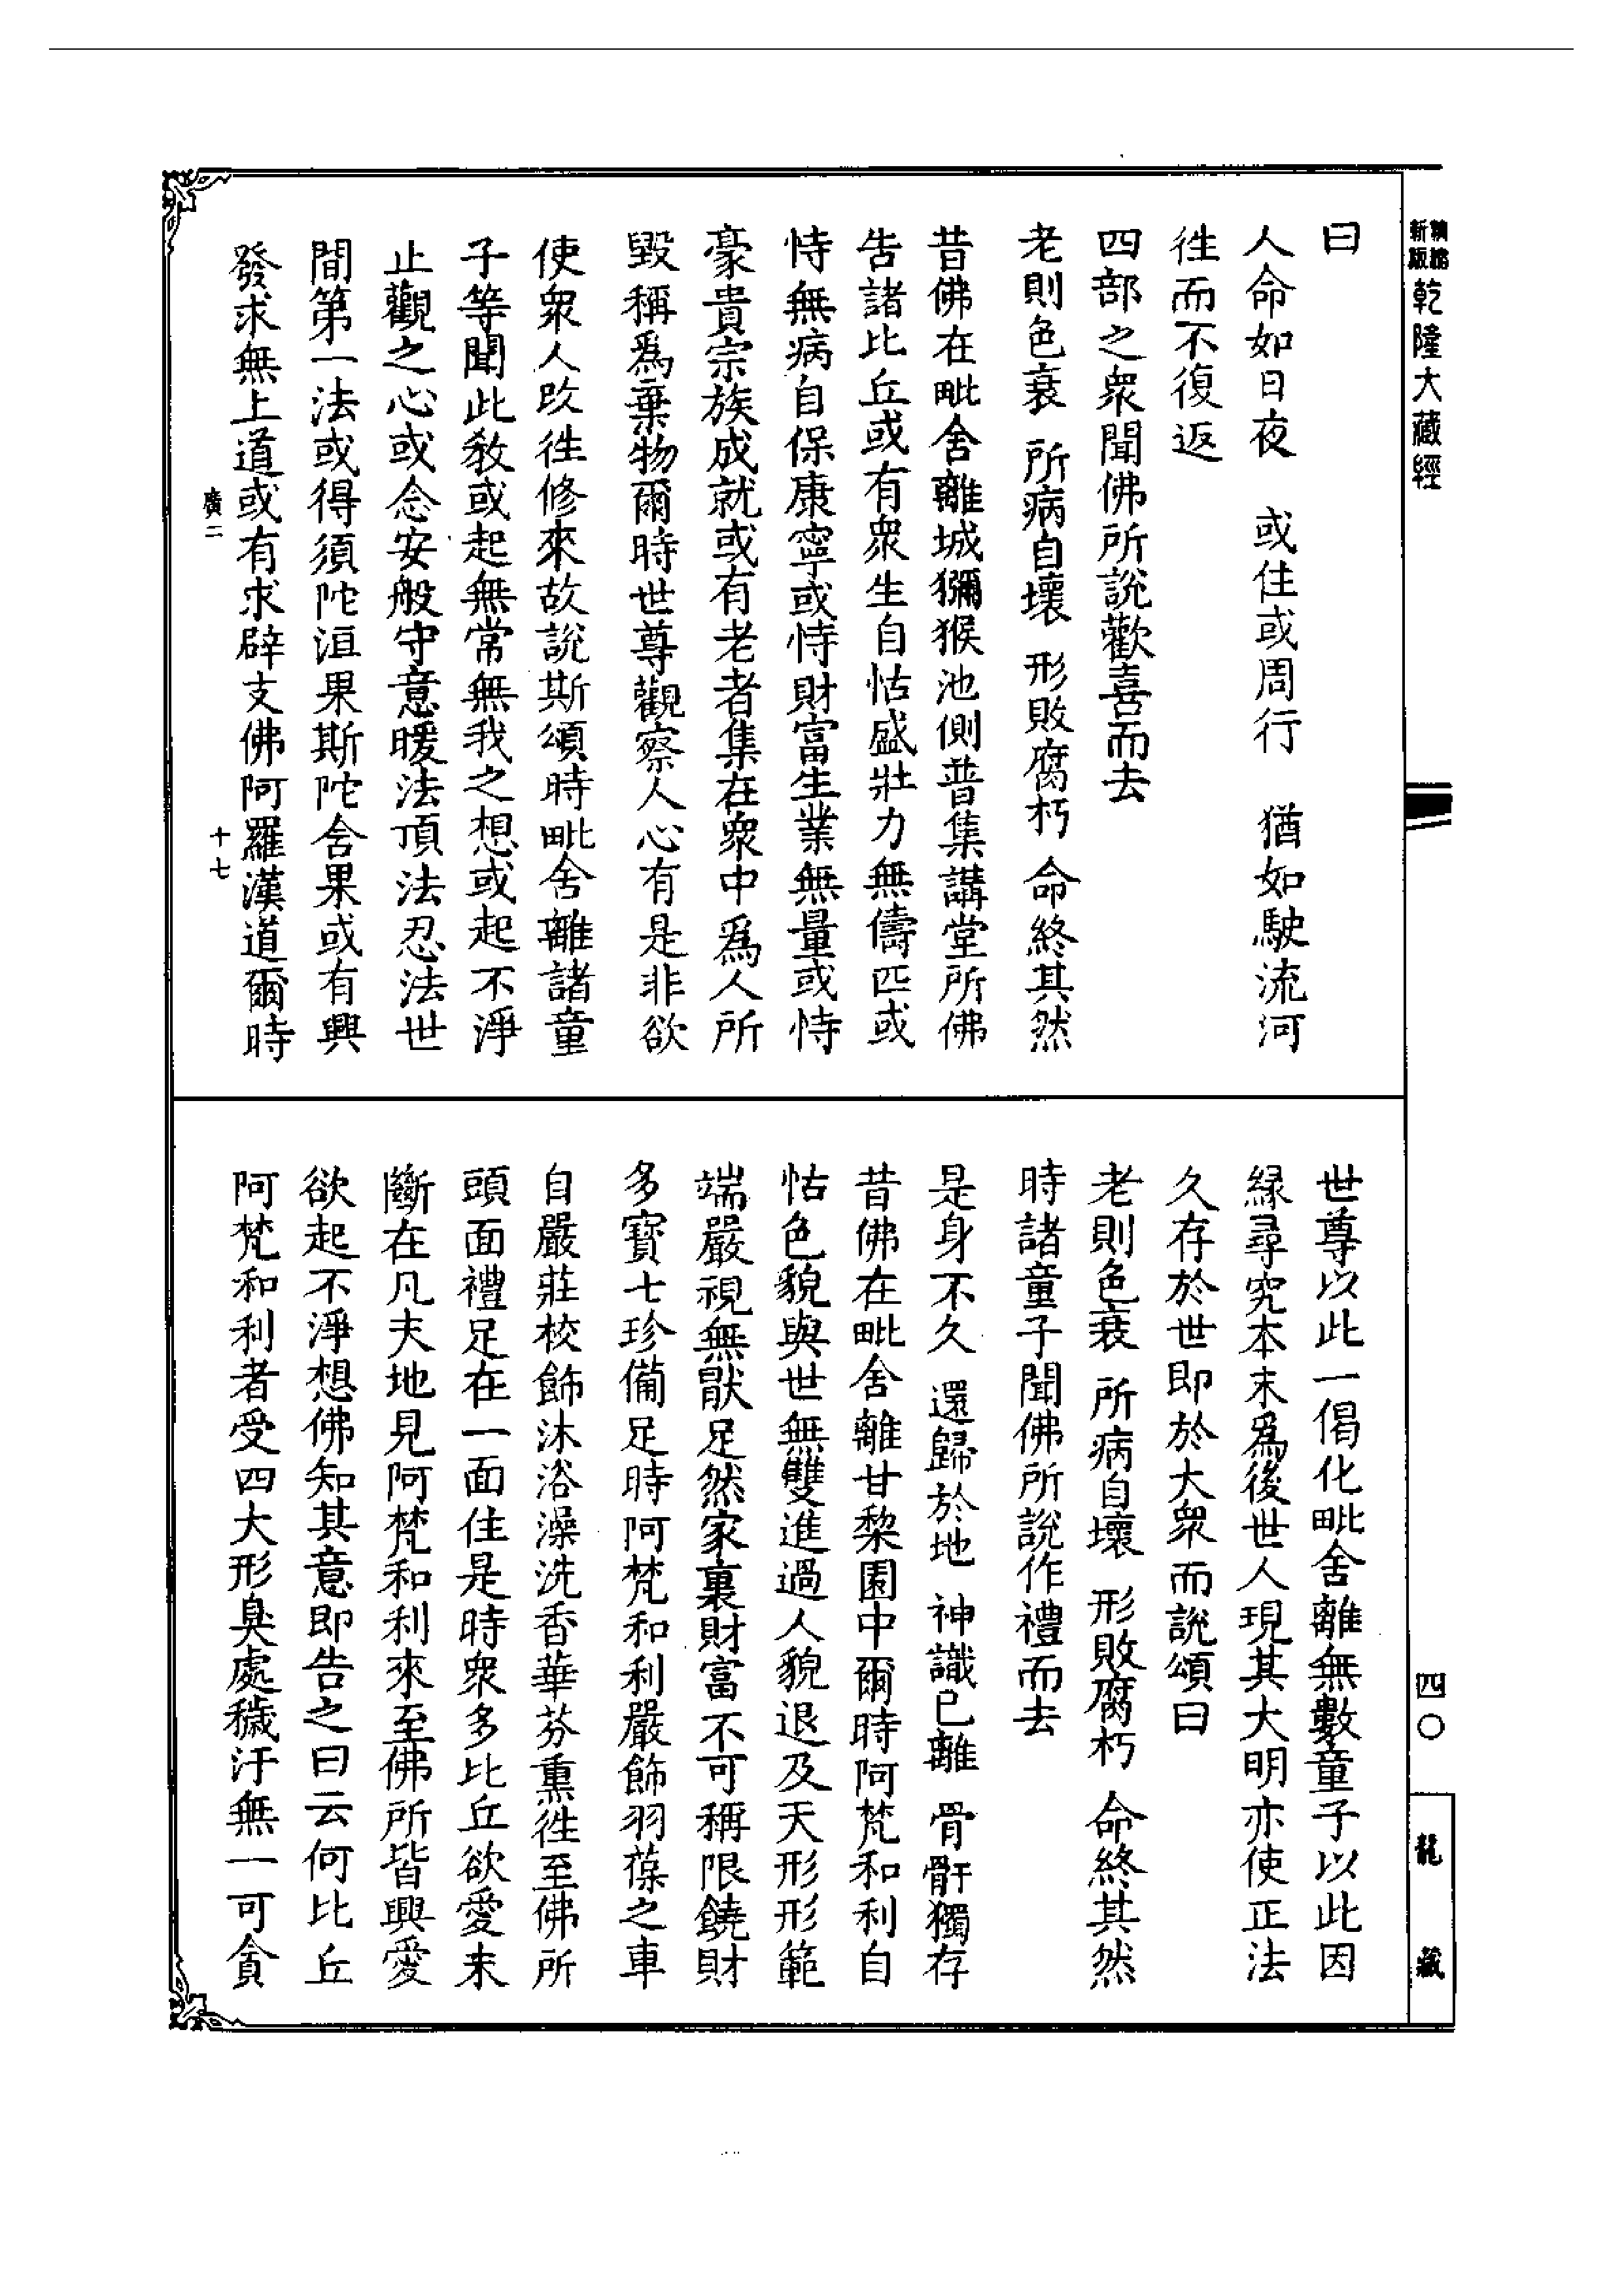 新版
精縮
乾隆大藏經
四〇
龍藏
曰
人命如日夜　或住或周行　猶如駛流河
徃而不復返
四部之衆聞佛所說歡喜而去
老則色衰　所病自壞　形敗腐朽　命終其然
昔佛在毗舍離城獼猴池側普集講堂所佛
告諸比丘或有衆生自怙盛壯力無儔匹或
恃無病自保康寧或恃財富生業無量或恃
豪貴宗族成就或有老者集在衆中爲人所
毀稱爲棄物爾時世尊觀察人心有是非欲
使衆人改徃修來故說斯頌時毗舍離諸童
子等聞此教或起無常無我之想或起不淨
止觀之心或念安般守意暖法頂法忍法世
間第一法或得須陀洹果斯陀舍果或有興
發求無上道或有求辟支佛阿羅漢道爾時
廣二
十七
世尊以此一偈化毗舍離無數童子以此因
緣尋究本末爲後世人現其大明亦使正法
久存於世即於大衆而說頌曰
老則色衰　所病自壞　形敗腐朽　命終其然
時諸童子聞佛所說作禮而去
是身不久　還歸於地　神識已離　骨骭獨存
昔佛在毗舍離甘黎園中爾時阿梵和利自
怙色貌與世無雙進過人貌退及天形形範
端嚴視無猒足然家裏財富不可稱限饒財
多寶七珍備足時阿梵和利嚴飾羽葆之車
自嚴莊校飾沐浴澡洗香華芬熏徃至佛所
頭面禮足在一面住是時衆多比丘欲愛未
斷在凡夫地見阿梵和利來至佛所皆興愛
欲起不淨想佛知其意即告之曰云何比丘
阿梵和利者受四大形臭處穢汙無一可貪